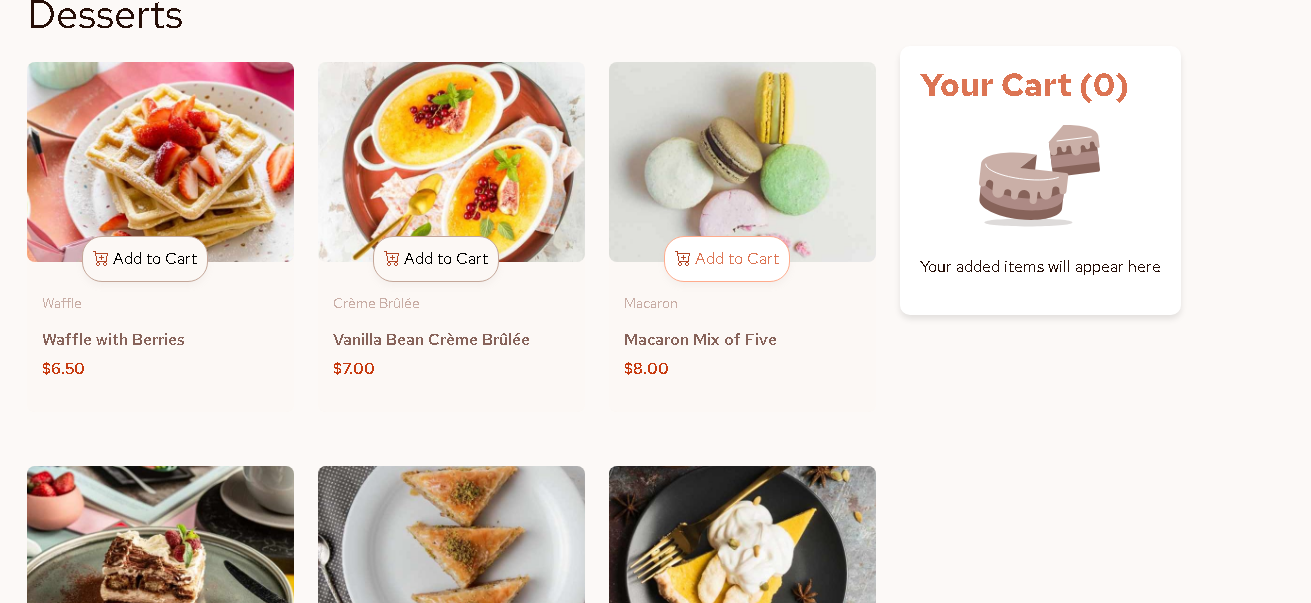 Desserts
Your Cart (0)
Your added items will appear here
Add to Cart
Add to Cart
Add to Cart
Waffle
Waffle with Berries
$6.50
Crème Brûlée
Vanilla Bean Crème Brûlée
$7.00
Macaron
Macaron Mix of Five
$8.00